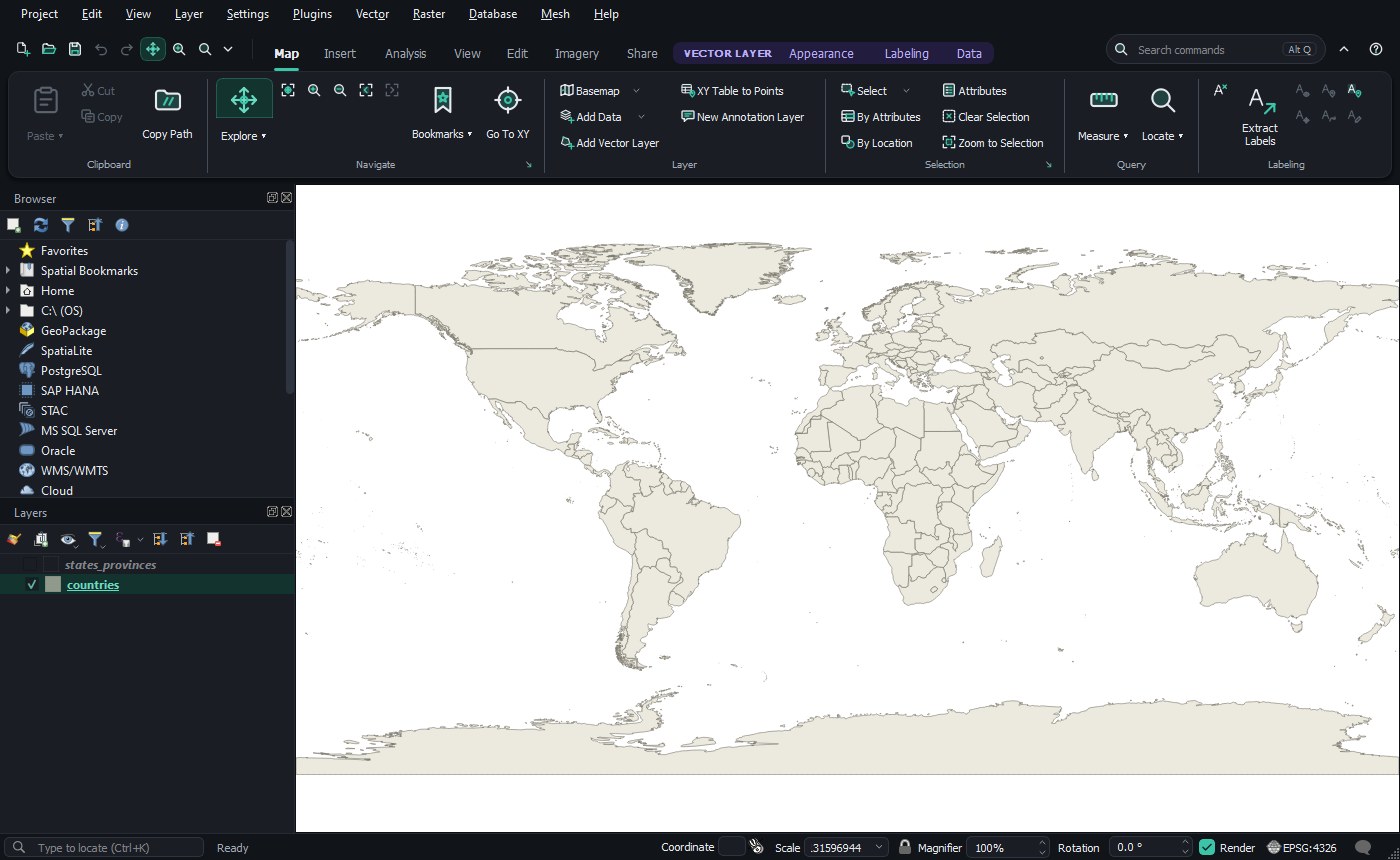 Project Edit View Layer Settings Plugins Vector Raster Database Mesh Help
Map Insert Analysis View Edit Imagery Share VECTOR LAYER Appearance Labeling Data Search commands Alt Q
Paste Cut Copy Copy Path
Clipboard
Explore Bookmarks Go To XY
Navigate
Basemap XY Table to Points
Add Data New Annotation Layer
Add Vector Layer
Layer
Select Attributes
By Attributes Clear Selection
By Location Zoom to Selection
Selection
Measure Locate
Query
Extract
Labels
Labeling
Browser
Favorites
Spatial Bookmarks
Home
C:\ (OS)
GeoPackage
SpatiaLite
PostgreSQL
SAP HANA
STAC
MS SQL Server
Oracle
WMS/WMTS
Cloud
Layers
states_provinces
countries
Type to locate (Ctrl+K) Ready Coordinate Scale .31596944 Magnifier 100% Rotation 0.0 ° Render EPSG:4326